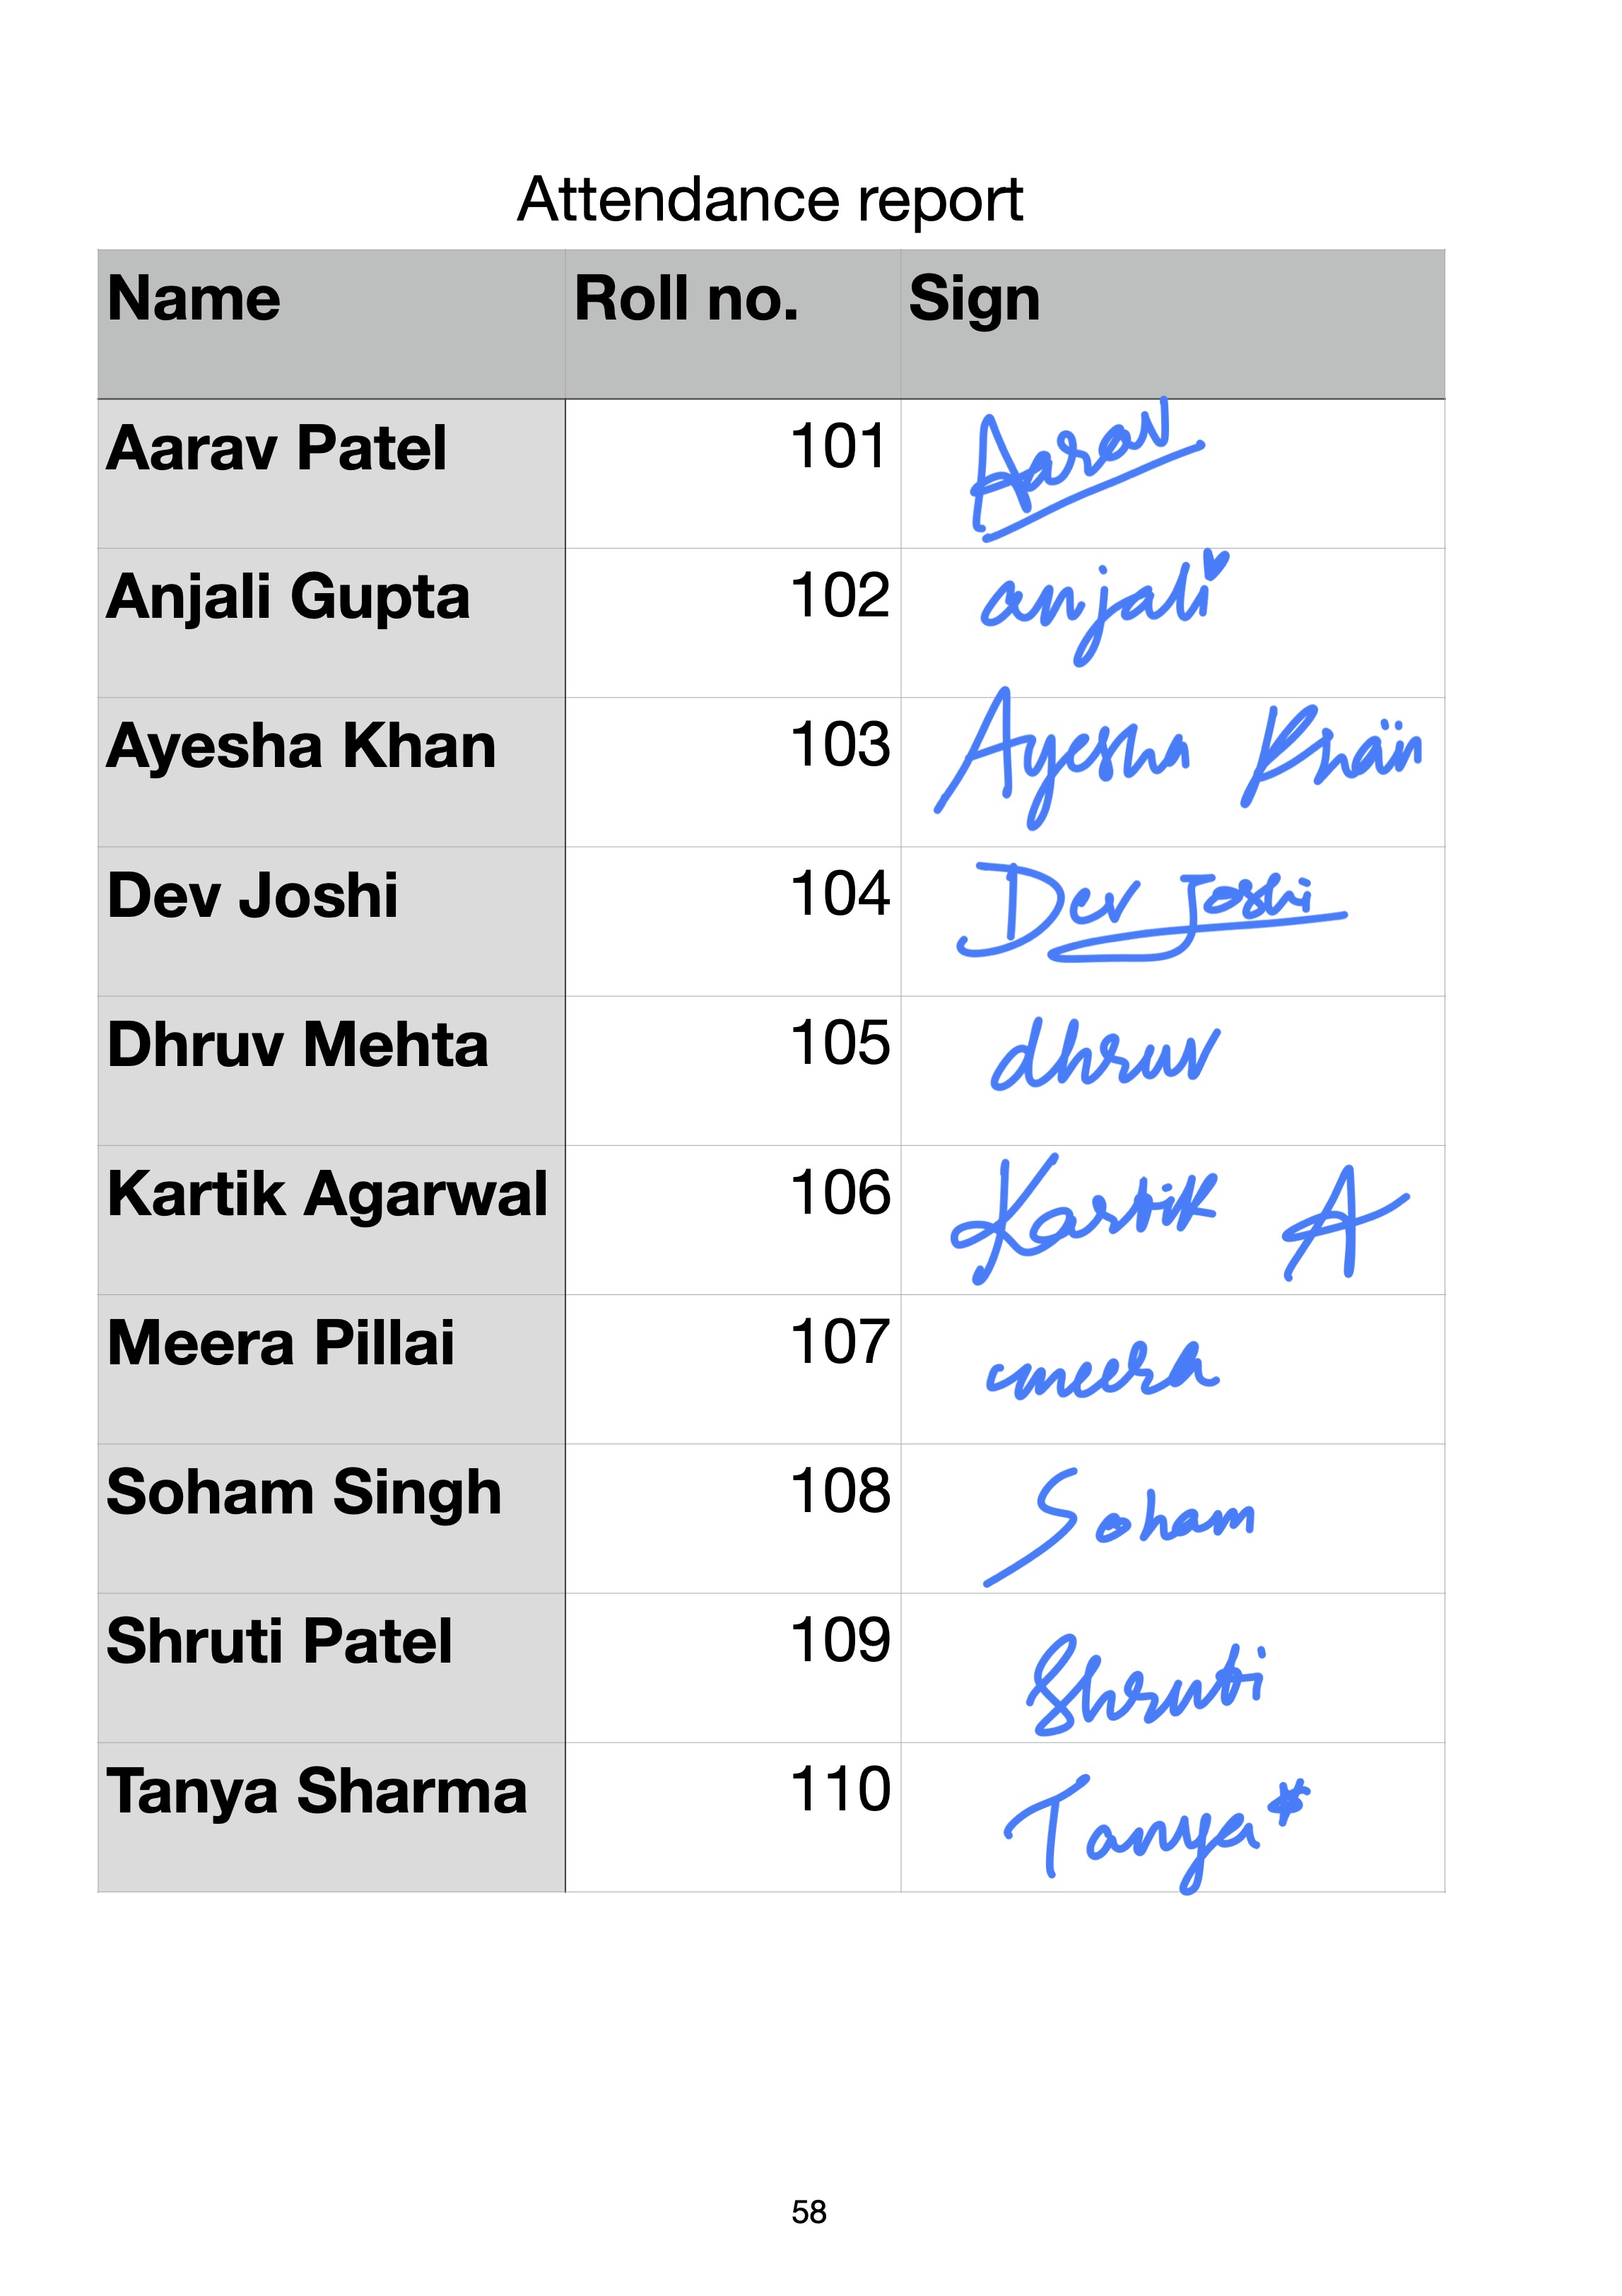 Attendance report
Name Roll no. Sign
Aarav Patel 101 Aarav
Anjali Gupta 102 anjali
Ayesha Khan 103 Ayesha Khan
Dev Joshi 104 Dev Joshi
Dhruv Mehta 105 dhruv
Kartik Agarwal 106 Kartik A
Meera Pillai 107 meera
Soham Singh 108 Soham
Shruti Patel 109 Shruti
Tanya Sharma 110 Tanya*
58